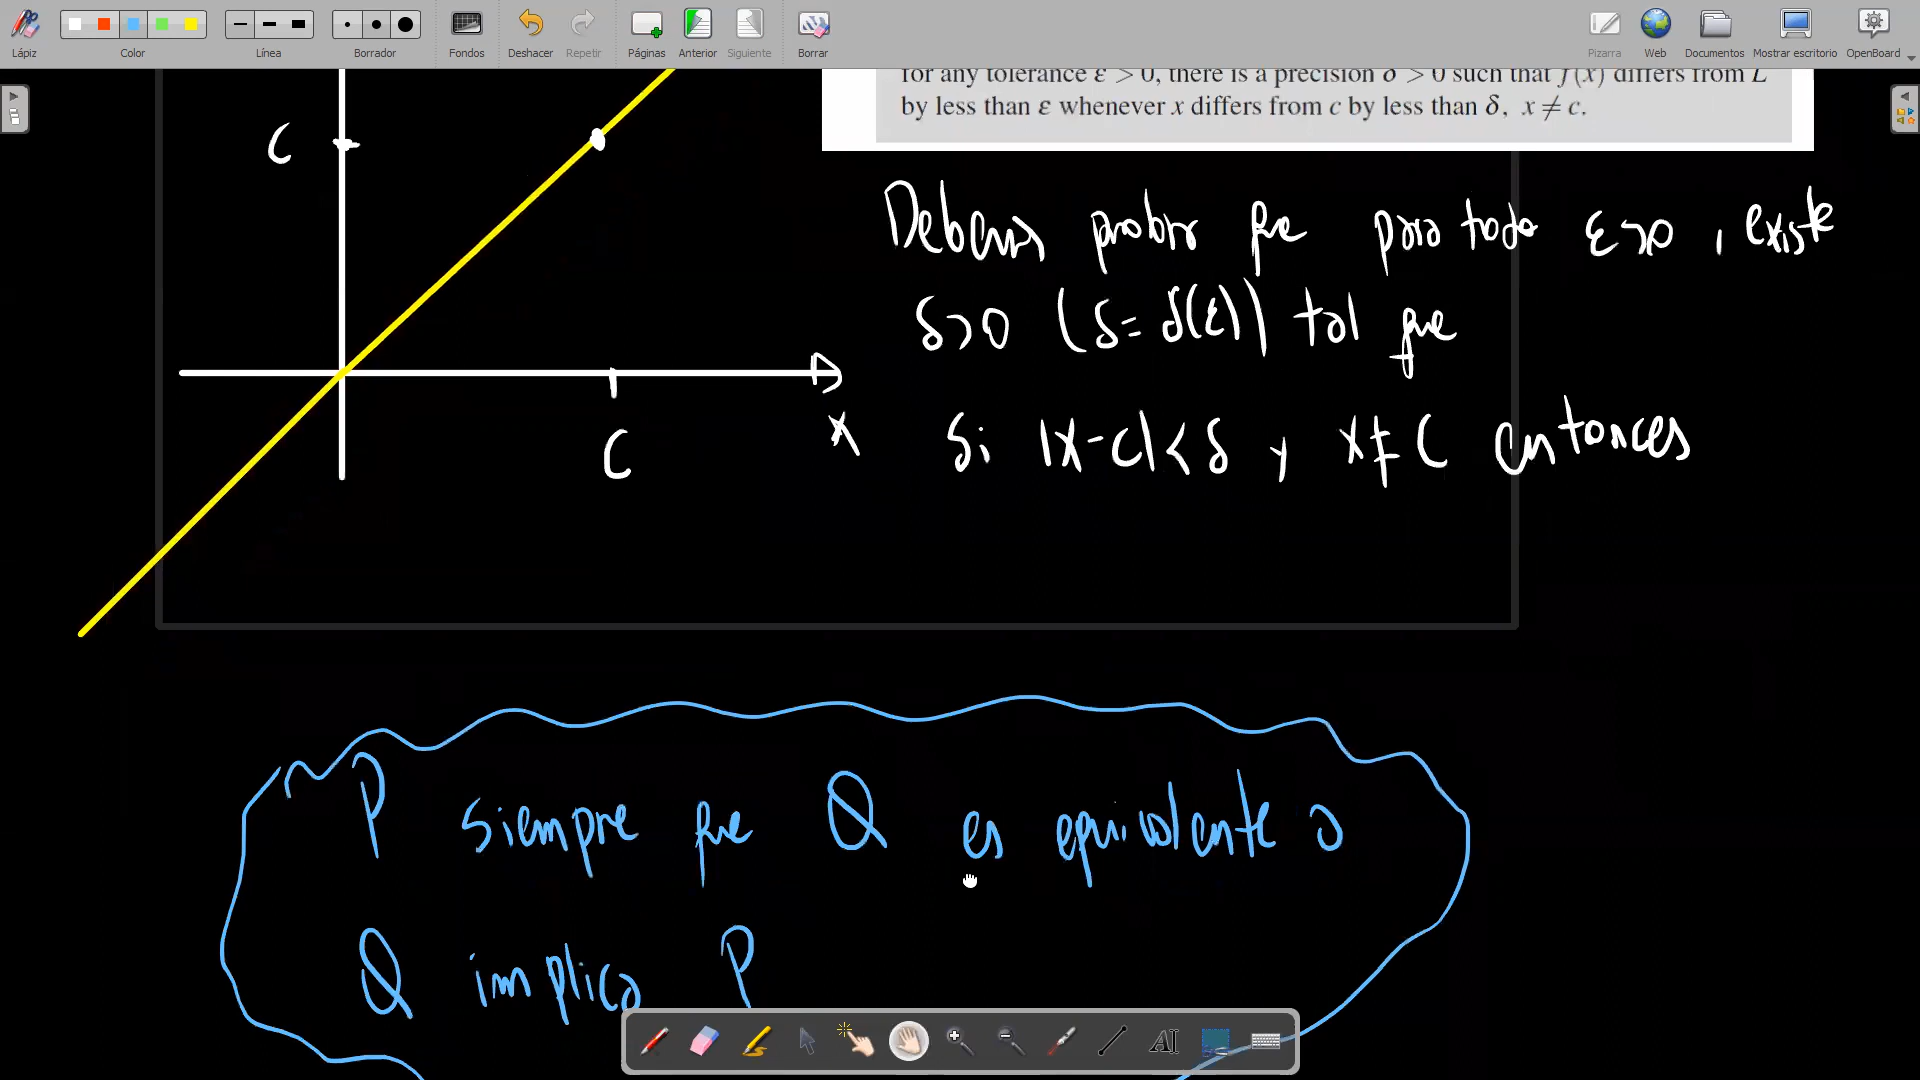 Lápiz Color Línea Borrador Fondos Deshacer Repetir Páginas Anterior Siguiente Borrar Pizarra Web Documentos Mostrar escritorio OpenBoard
for any tolerance ε > 0, there is a precision δ > 0 such that f(x) differs from L
by less than ε whenever x differs from c by less than δ, x ≠ c.
C
Debemos probar que para todo ε>0, existe
δ>0 (δ= δ(ε)) tal que
C
X
Si |X-C|<δ y X≠C entonces
P siempre que Q es equivalente a
Q implica P